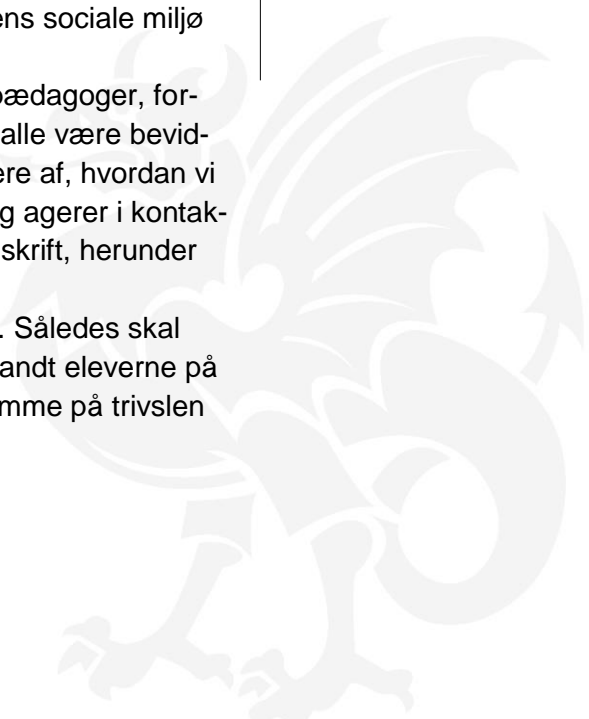 ens sociale miljø
pædagoger, for-
alle være bevid-
ere af, hvordan vi
g agerer i kontak-
skrift, herunder
. Således skal
andt eleverne på
mme på trivslen